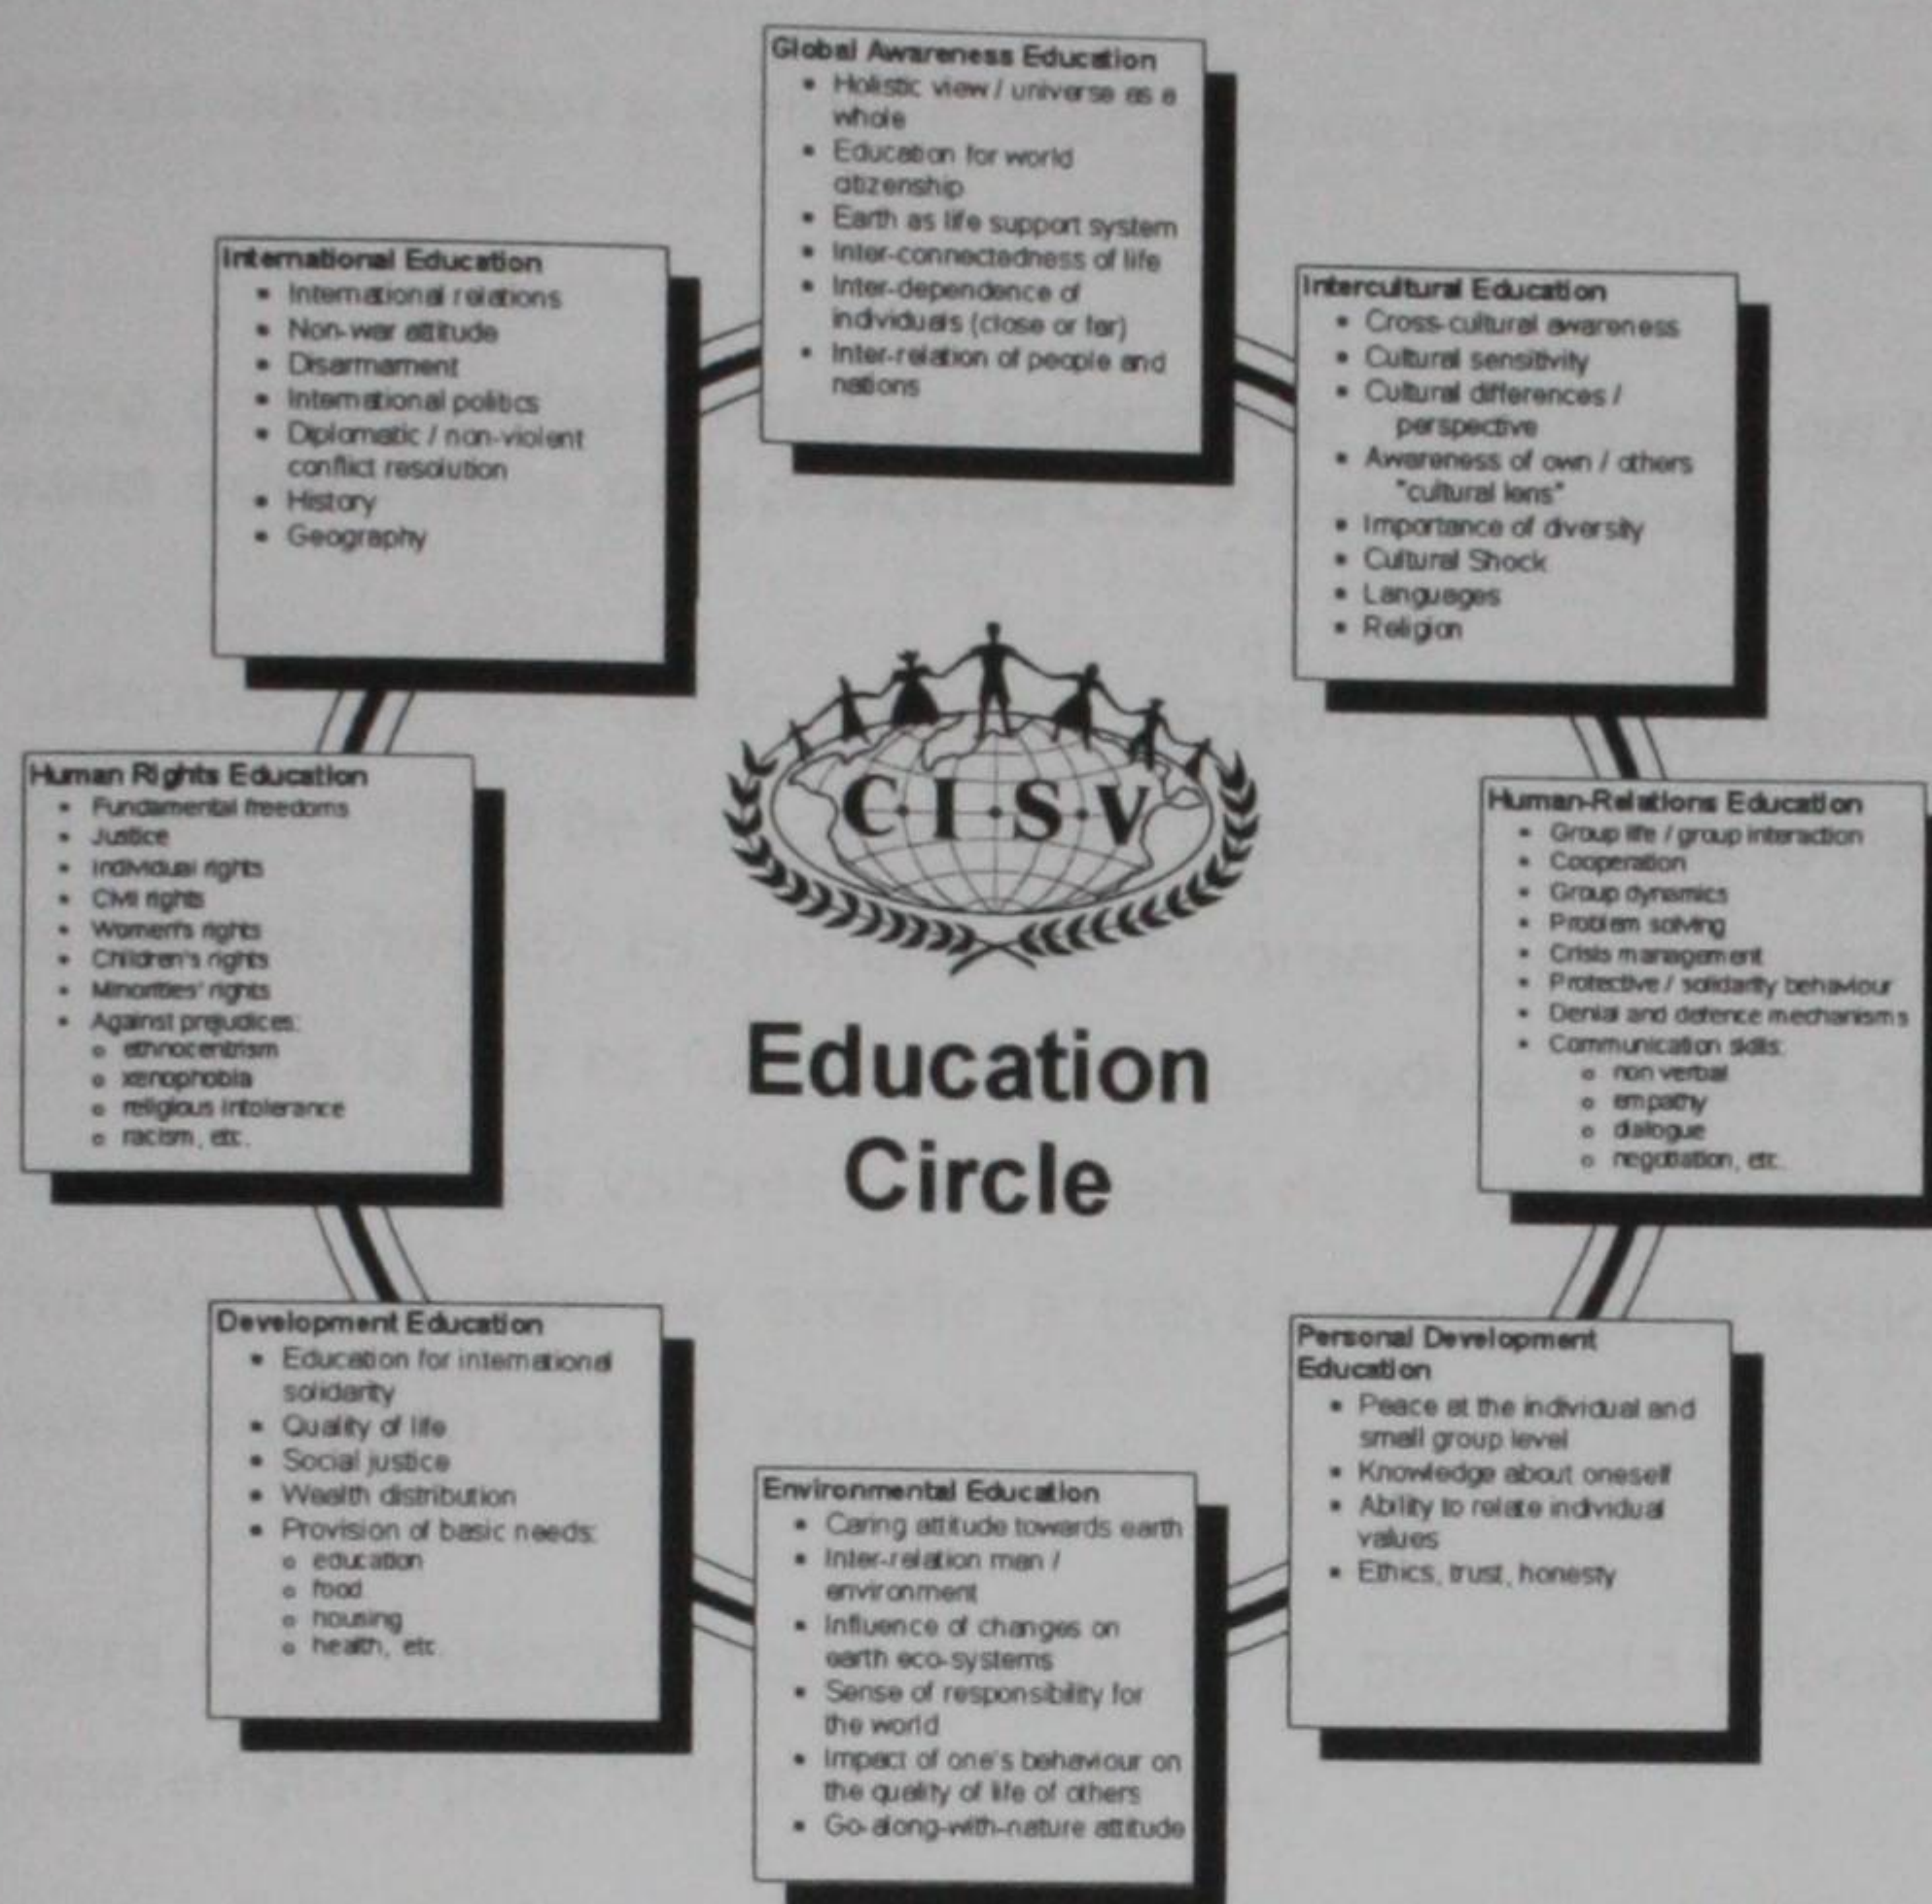 Global Awareness Education
• Holistic view / universe as a
whole
• Education for world
citizenship
• Earth as life support system
• Inter-connectedness of life
• Inter-dependence of
individuals (close or far)
• Inter-relation of people and
nations
International Education
• International relations
• Non-war attitude
• Disarmament
• International politics
• Diplomatic / non-violent
conflict resolution
• History
• Geography
Intercultural Education
• Cross-cultural awareness
• Cultural sensitivity
• Cultural differences /
perspective
• Awareness of own / others
"cultural lens"
• Importance of diversity
• Cultural Shock
• Languages
• Religion
Human Rights Education
• Fundamental freedoms
• Justice
• Individual rights
• Civil rights
• Women's rights
• Children's rights
• Minorities' rights
• Against prejudices:
o ethnocentrism
o xenophobia
o religious intolerance
o racism, etc.
C·I·S·V
Education
Circle
Human-Relations Education
• Group life / group interaction
• Cooperation
• Group dynamics
• Problem solving
• Crisis management
• Protective / solidarity behaviour
• Denial and defence mechanisms
• Communication skills:
o non verbal
o empathy
o dialogue
o negotiation, etc.
Development Education
• Education for international
solidarity
• Quality of life
• Social justice
• Wealth distribution
• Provision of basic needs:
o education
o food
o housing
o health, etc.
Environmental Education
• Caring attitude towards earth
• Inter-relation man /
environment
• Influence of changes on
earth eco-systems
• Sense of responsibility for
the world
• Impact of one's behaviour on
the quality of life of others
• Go-along-with-nature attitude
Personal Development
Education
• Peace at the individual and
small group level
• Knowledge about oneself
• Ability to relate individual
values
• Ethics, trust, honesty